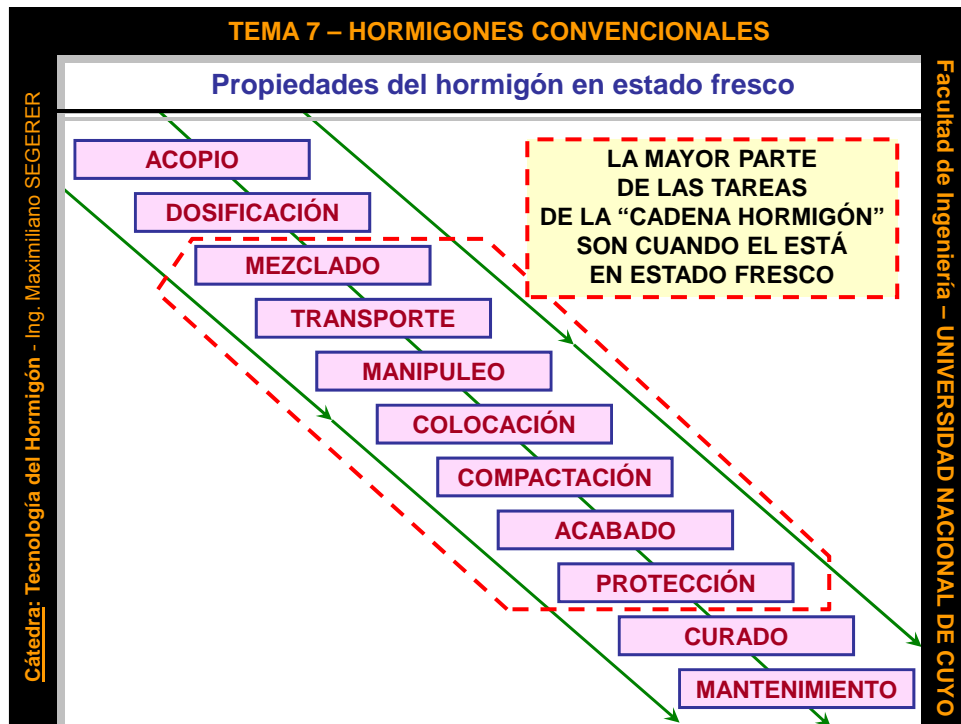 TEMA 7 – HORMIGONES CONVENCIONALES
Propiedades del hormigón en estado fresco
ACOPIO
DOSIFICACIÓN
MEZCLADO
TRANSPORTE
MANIPULEO
COLOCACIÓN
COMPACTACIÓN
ACABADO
PROTECCIÓN
CURADO
MANTENIMIENTO
LA MAYOR PARTE
DE LAS TAREAS
DE LA “CADENA HORMIGÓN”
SON CUANDO EL ESTÁ
EN ESTADO FRESCO
Cátedra: Tecnología del Hormigón - Ing. Maximiliano SEGERER
Facultad de Ingeniería – UNIVERSIDAD NACIONAL DE CUYO